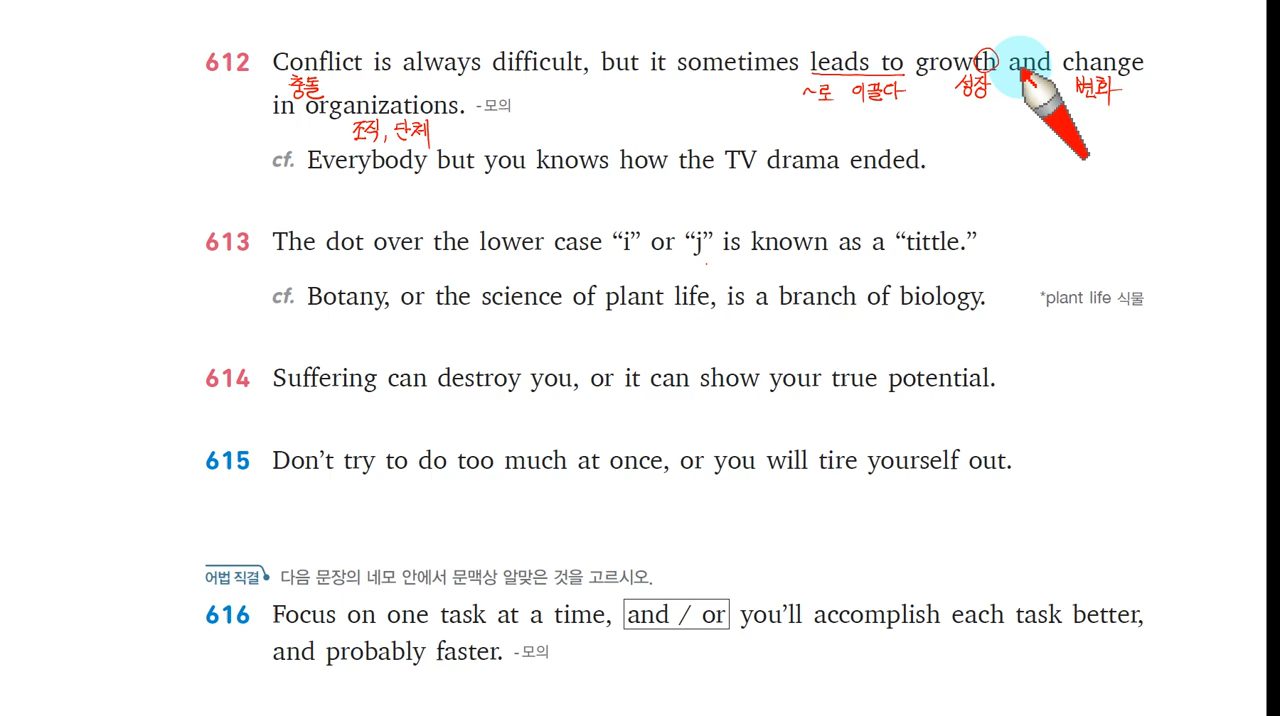 612 Conflict is always difficult, but it sometimes leads to growth and change
충돌 ~로 이끌다 성장 변화
in organizations. -모의
조직, 단체
cf. Everybody but you knows how the TV drama ended.
613 The dot over the lower case “i” or “j” is known as a “tittle.”
cf. Botany, or the science of plant life, is a branch of biology. *plant life 식물
614 Suffering can destroy you, or it can show your true potential.
615 Don’t try to do too much at once, or you will tire yourself out.
어법 직결 다음 문장의 네모 안에서 문맥상 알맞은 것을 고르시오.
616 Focus on one task at a time, and / or you’ll accomplish each task better,
and probably faster. -모의